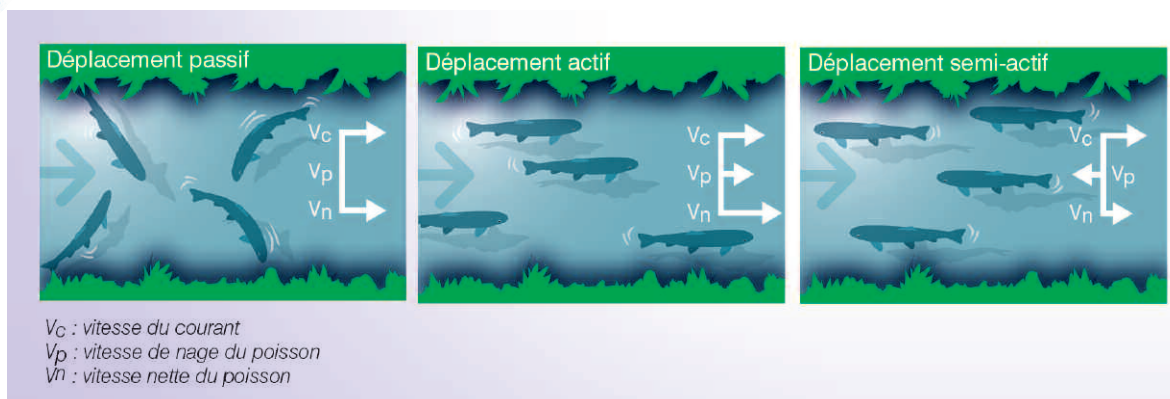 Déplacement passif
Vc
Vp
Vn
Déplacement actif
Vc
Vp
Vn
Déplacement semi-actif
Vc
Vp
Vn
Vc : vitesse du courant
Vp : vitesse de nage du poisson
Vn : vitesse nette du poisson